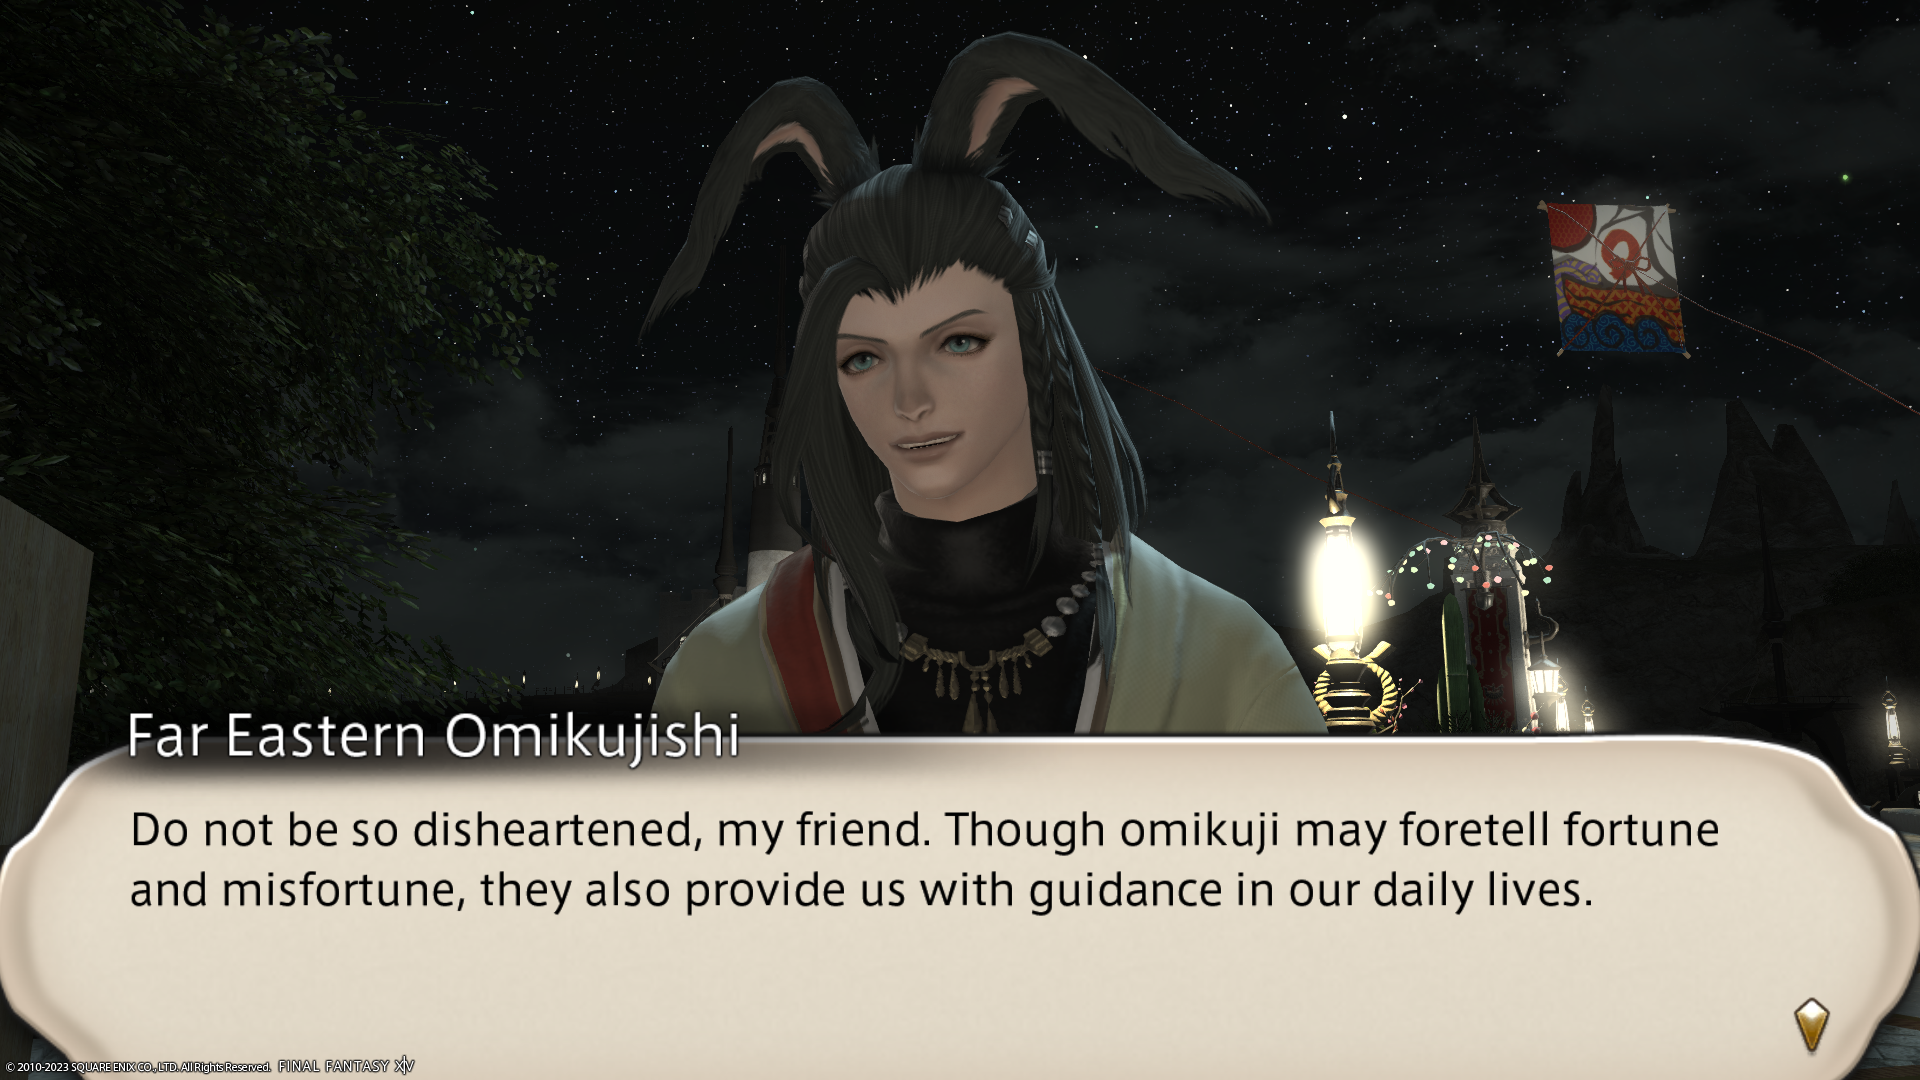 Far Eastern Omikujishi
Do not be so disheartened, my friend. Though omikuji may foretell fortune
and misfortune, they also provide us with guidance in our daily lives.
© 2010-2023 SQUARE ENIX CO., LTD. All Rights Reserved. FINAL FANTASY XIV